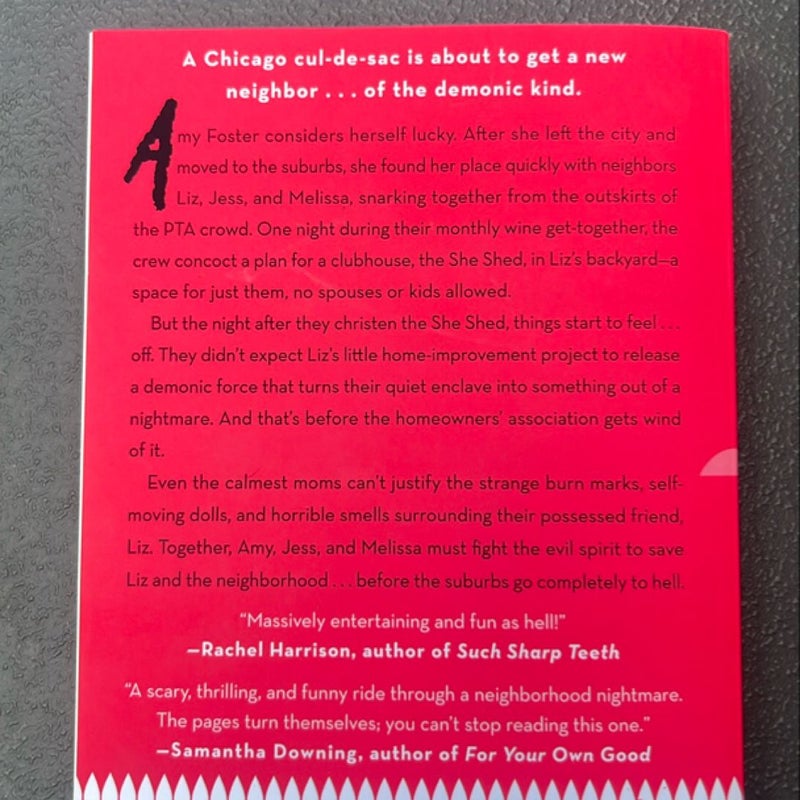 A Chicago cul-de-sac is about to get a new
neighbor . . . of the demonic kind.
Amy Foster considers herself lucky. After she left the city and
moved to the suburbs, she found her place quickly with neighbors
Liz, Jess, and Melissa, snarking together from the outskirts of
the PTA crowd. One night during their monthly wine get-together, the
crew concoct a plan for a clubhouse, the She Shed, in Liz's backyard—a
space for just them, no spouses or kids allowed.
But the night after they christen the She Shed, things start to feel . . .
off. They didn't expect Liz's little home-improvement project to release
a demonic force that turns their quiet enclave into something out of a
nightmare. And that's before the homeowners' association gets wind
of it.
Even the calmest moms can't justify the strange burn marks, self-
moving dolls, and horrible smells surrounding their possessed friend,
Liz. Together, Amy, Jess, and Melissa must fight the evil spirit to save
Liz and the neighborhood . . . before the suburbs go completely to hell.
"Massively entertaining and fun as hell!"
—Rachel Harrison, author of Such Sharp Teeth
"A scary, thrilling, and funny ride through a neighborhood nightmare.
The pages turn themselves; you can't stop reading this one."
—Samantha Downing, author of For Your Own Good